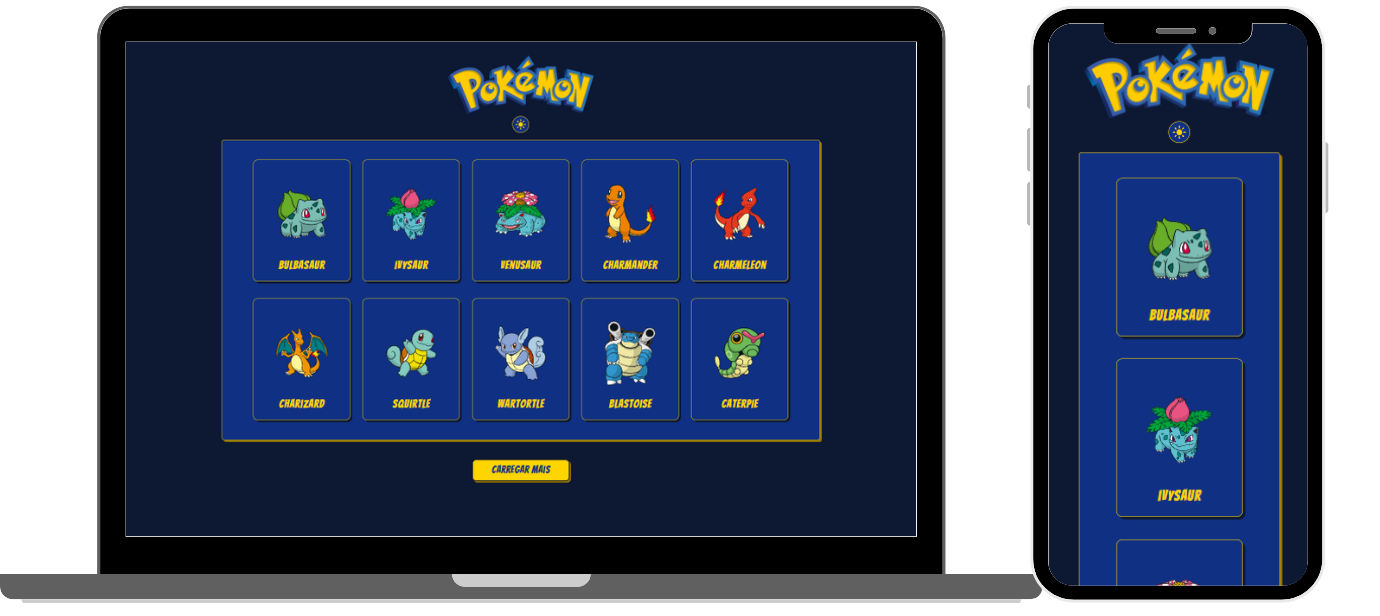 POKéMON
BULBASAUR
IVYSAUR
VENUSAUR
CHARMANDER
CHARMELEON
CHARIZARD
SQUIRTLE
WARTORTLE
BLASTOISE
CATERPIE
CARREGAR MAIS
POKéMON
BULBASAUR
IVYSAUR